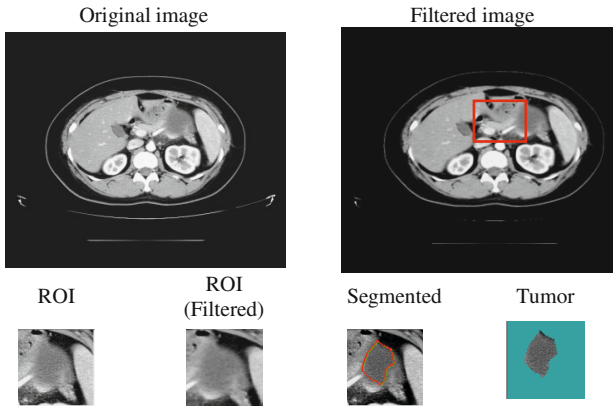 Original image
Filtered image
ROI
ROI
(Filtered)
Segmented
Tumor